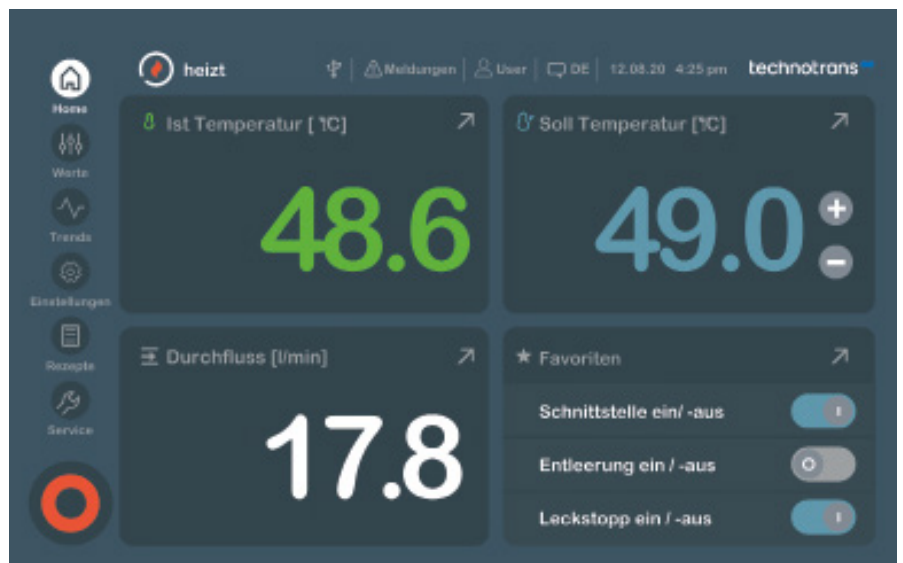 heizt
Meldungen
User
DE
12.08.20 4:25 pm
technotrans
Home
Werte
Trends
Einstellungen
Rezepte
Service
Ist Temperatur [°C]
48.6
Soll Temperatur [°C]
49.0
Durchfluss [l/min]
17.8
Favoriten
Schnittstelle ein/ -aus
Entleerung ein / -aus
Leckstopp ein / -aus